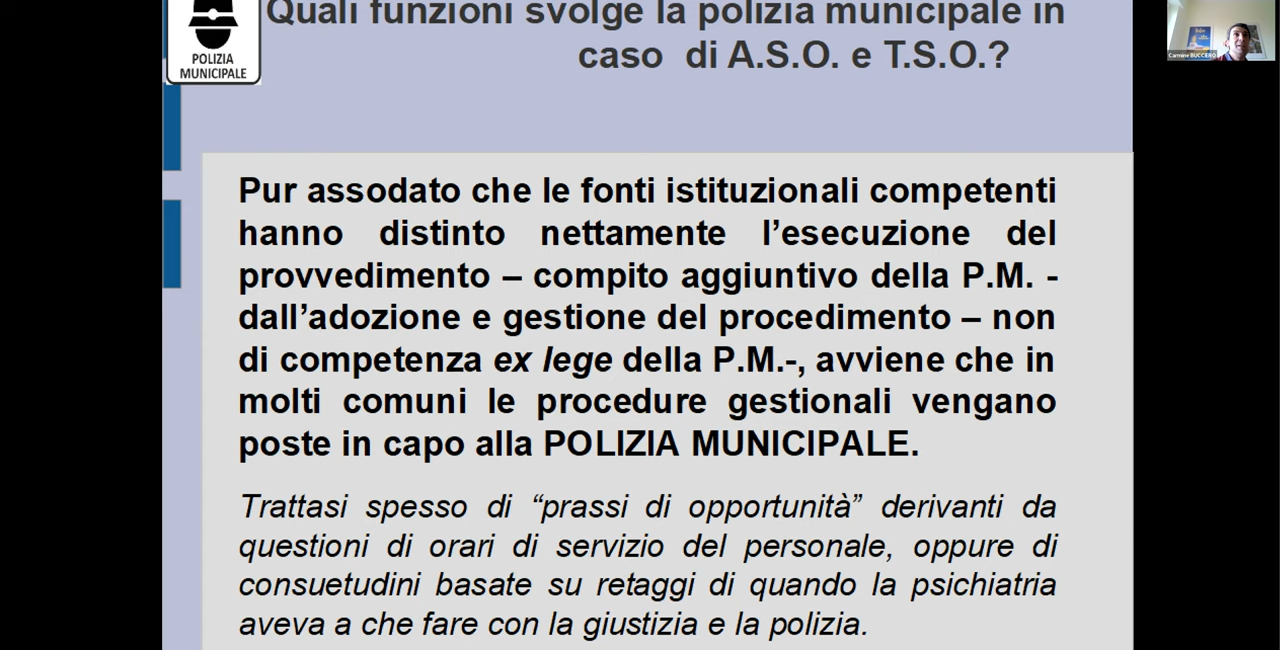 Quali funzioni svolge la polizia municipale in
caso di A.S.O. e T.S.O.?
POLIZIA
MUNICIPALE
Carmine BUCCERO
Pur assodato che le fonti istituzionali competenti
hanno distinto nettamente l’esecuzione del
provvedimento – compito aggiuntivo della P.M. -
dall’adozione e gestione del procedimento – non
di competenza ex lege della P.M.-, avviene che in
molti comuni le procedure gestionali vengano
poste in capo alla POLIZIA MUNICIPALE.
Trattasi spesso di “prassi di opportunità” derivanti da
questioni di orari di servizio del personale, oppure di
consuetudini basate su retaggi di quando la psichiatria
aveva a che fare con la giustizia e la polizia.